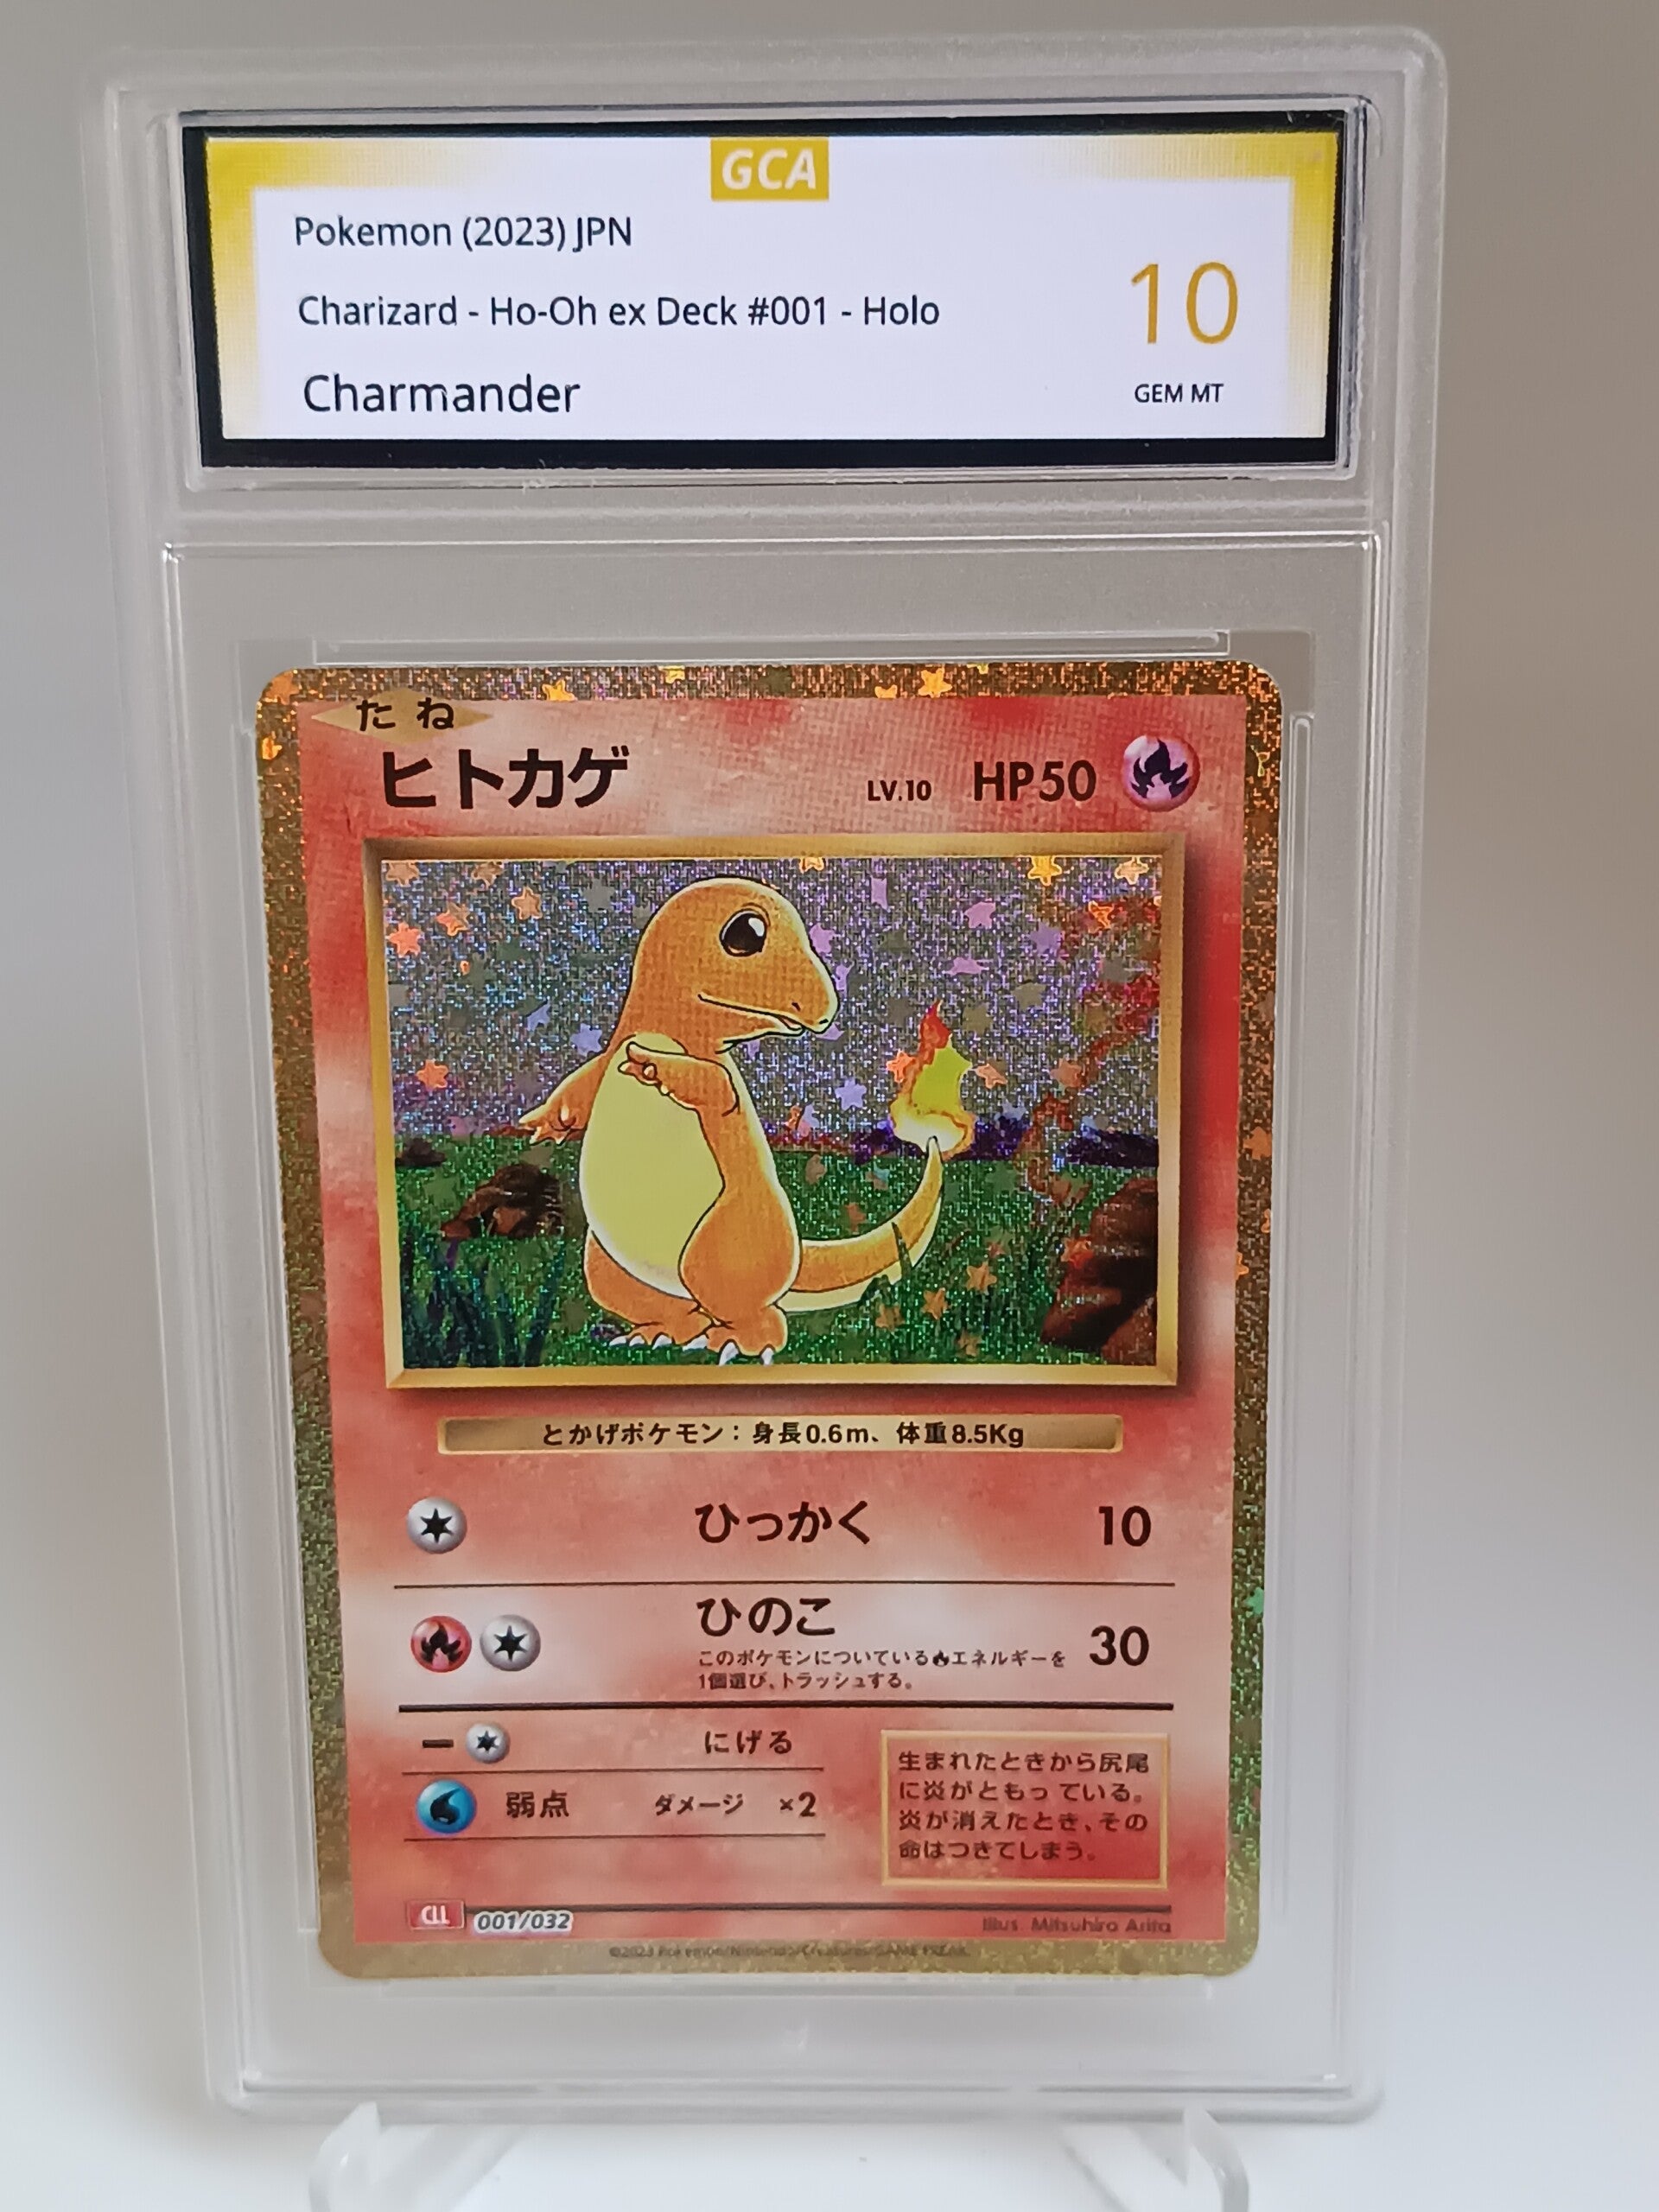 GCA
Pokemon (2023) JPN
Charizard - Ho-Oh ex Deck #001 - Holo
Charmander
10
GEM MT
たね
ヒトカゲ LV.10 HP50
とかげポケモン：身長0.6m、体重8.5Kg
ひっかく 10
ひのこ 30
このポケモンについているエネルギーを
1個選び、トラッシュする。
にげる
弱点 ダメージ ×2
生まれたときから尻尾
に炎がともっている。
炎が消えたとき、その
命はつきてしまう。
CLL 001/032
Illus. Mitsuhiro Arita
©2023 Pokémon/Nintendo/Creatures/GAME FREAK.